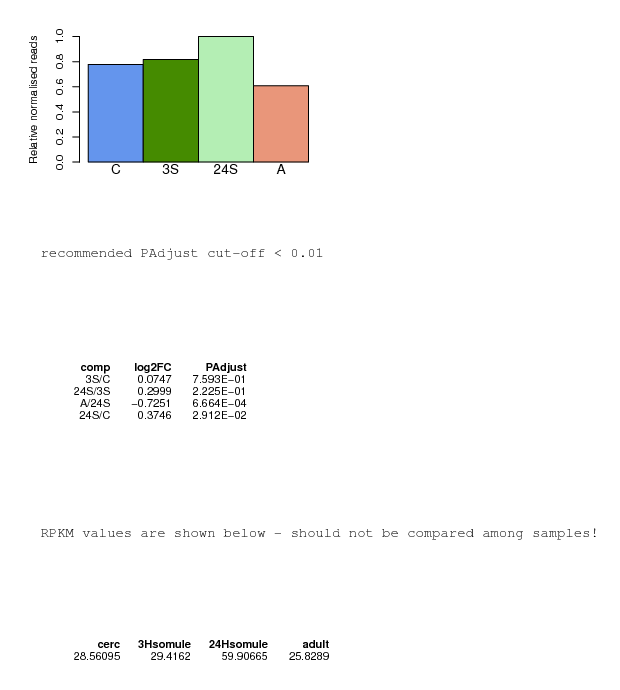 Relative normalised reads
1.0
0.8
0.6
0.4
0.2
0.0
C 3S 24S A
recommended PAdjust cut-off < 0.01
comp log2FC PAdjust
3S/C 0.0747 7.593E−01
24S/3S 0.2999 2.225E−01
A/24S −0.7251 6.664E−04
24S/C 0.3746 2.912E−02
RPKM values are shown below - should not be compared among samples!
cerc 3Hsomule 24Hsomule adult
28.56095 29.4162 59.90665 25.8289